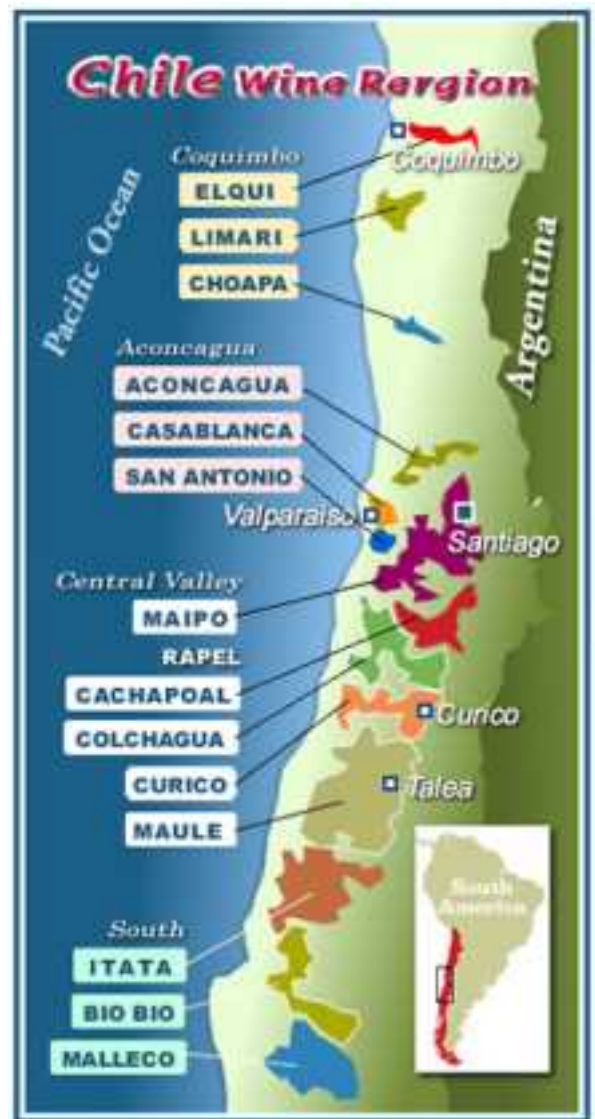 Chile Wine Rergion
Coquimbo
Coquimbo
ELQUI
LIMARI
CHOAPA
Pacific Ocean
Argentina
Aconcagua
ACONCAGUA
CASABLANCA
SAN ANTONIO
Valparaiso
Santiago
Central Valley
MAIPO
RAPEL
CACHAPOAL
COLCHAGUA
CURICO
Curico
MAULE
Talea
South
America
South
ITATA
BIO BIO
MALLECO